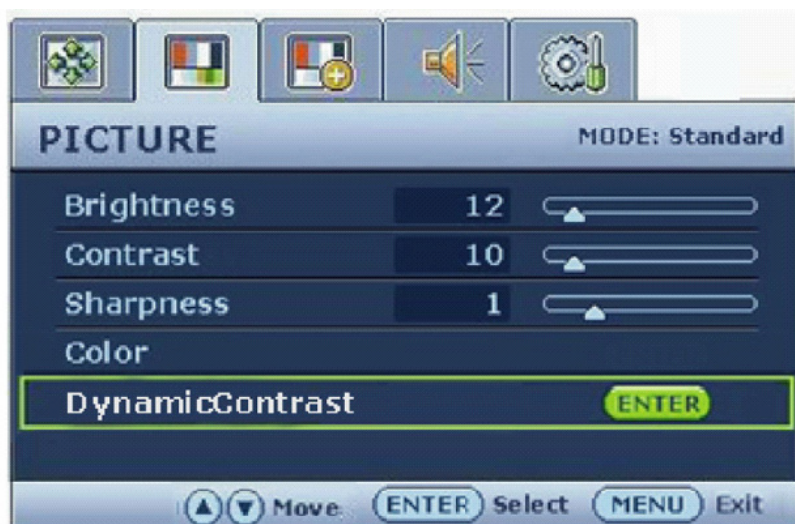 PICTURE MODE: Standard
Brightness 12
Contrast 10
Sharpness 1
Color
DynamicContrast ENTER
Move ENTER Select MENU Exit